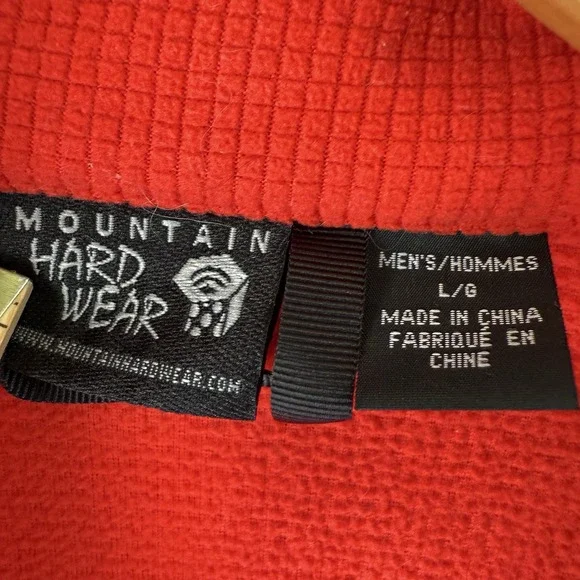 MOUNTAIN
HARD
WEAR
WWW.MOUNTAINHARDWEAR.COM
MEN'S/HOMMES
L/G
MADE IN CHINA
FABRIQUÉ EN
CHINE